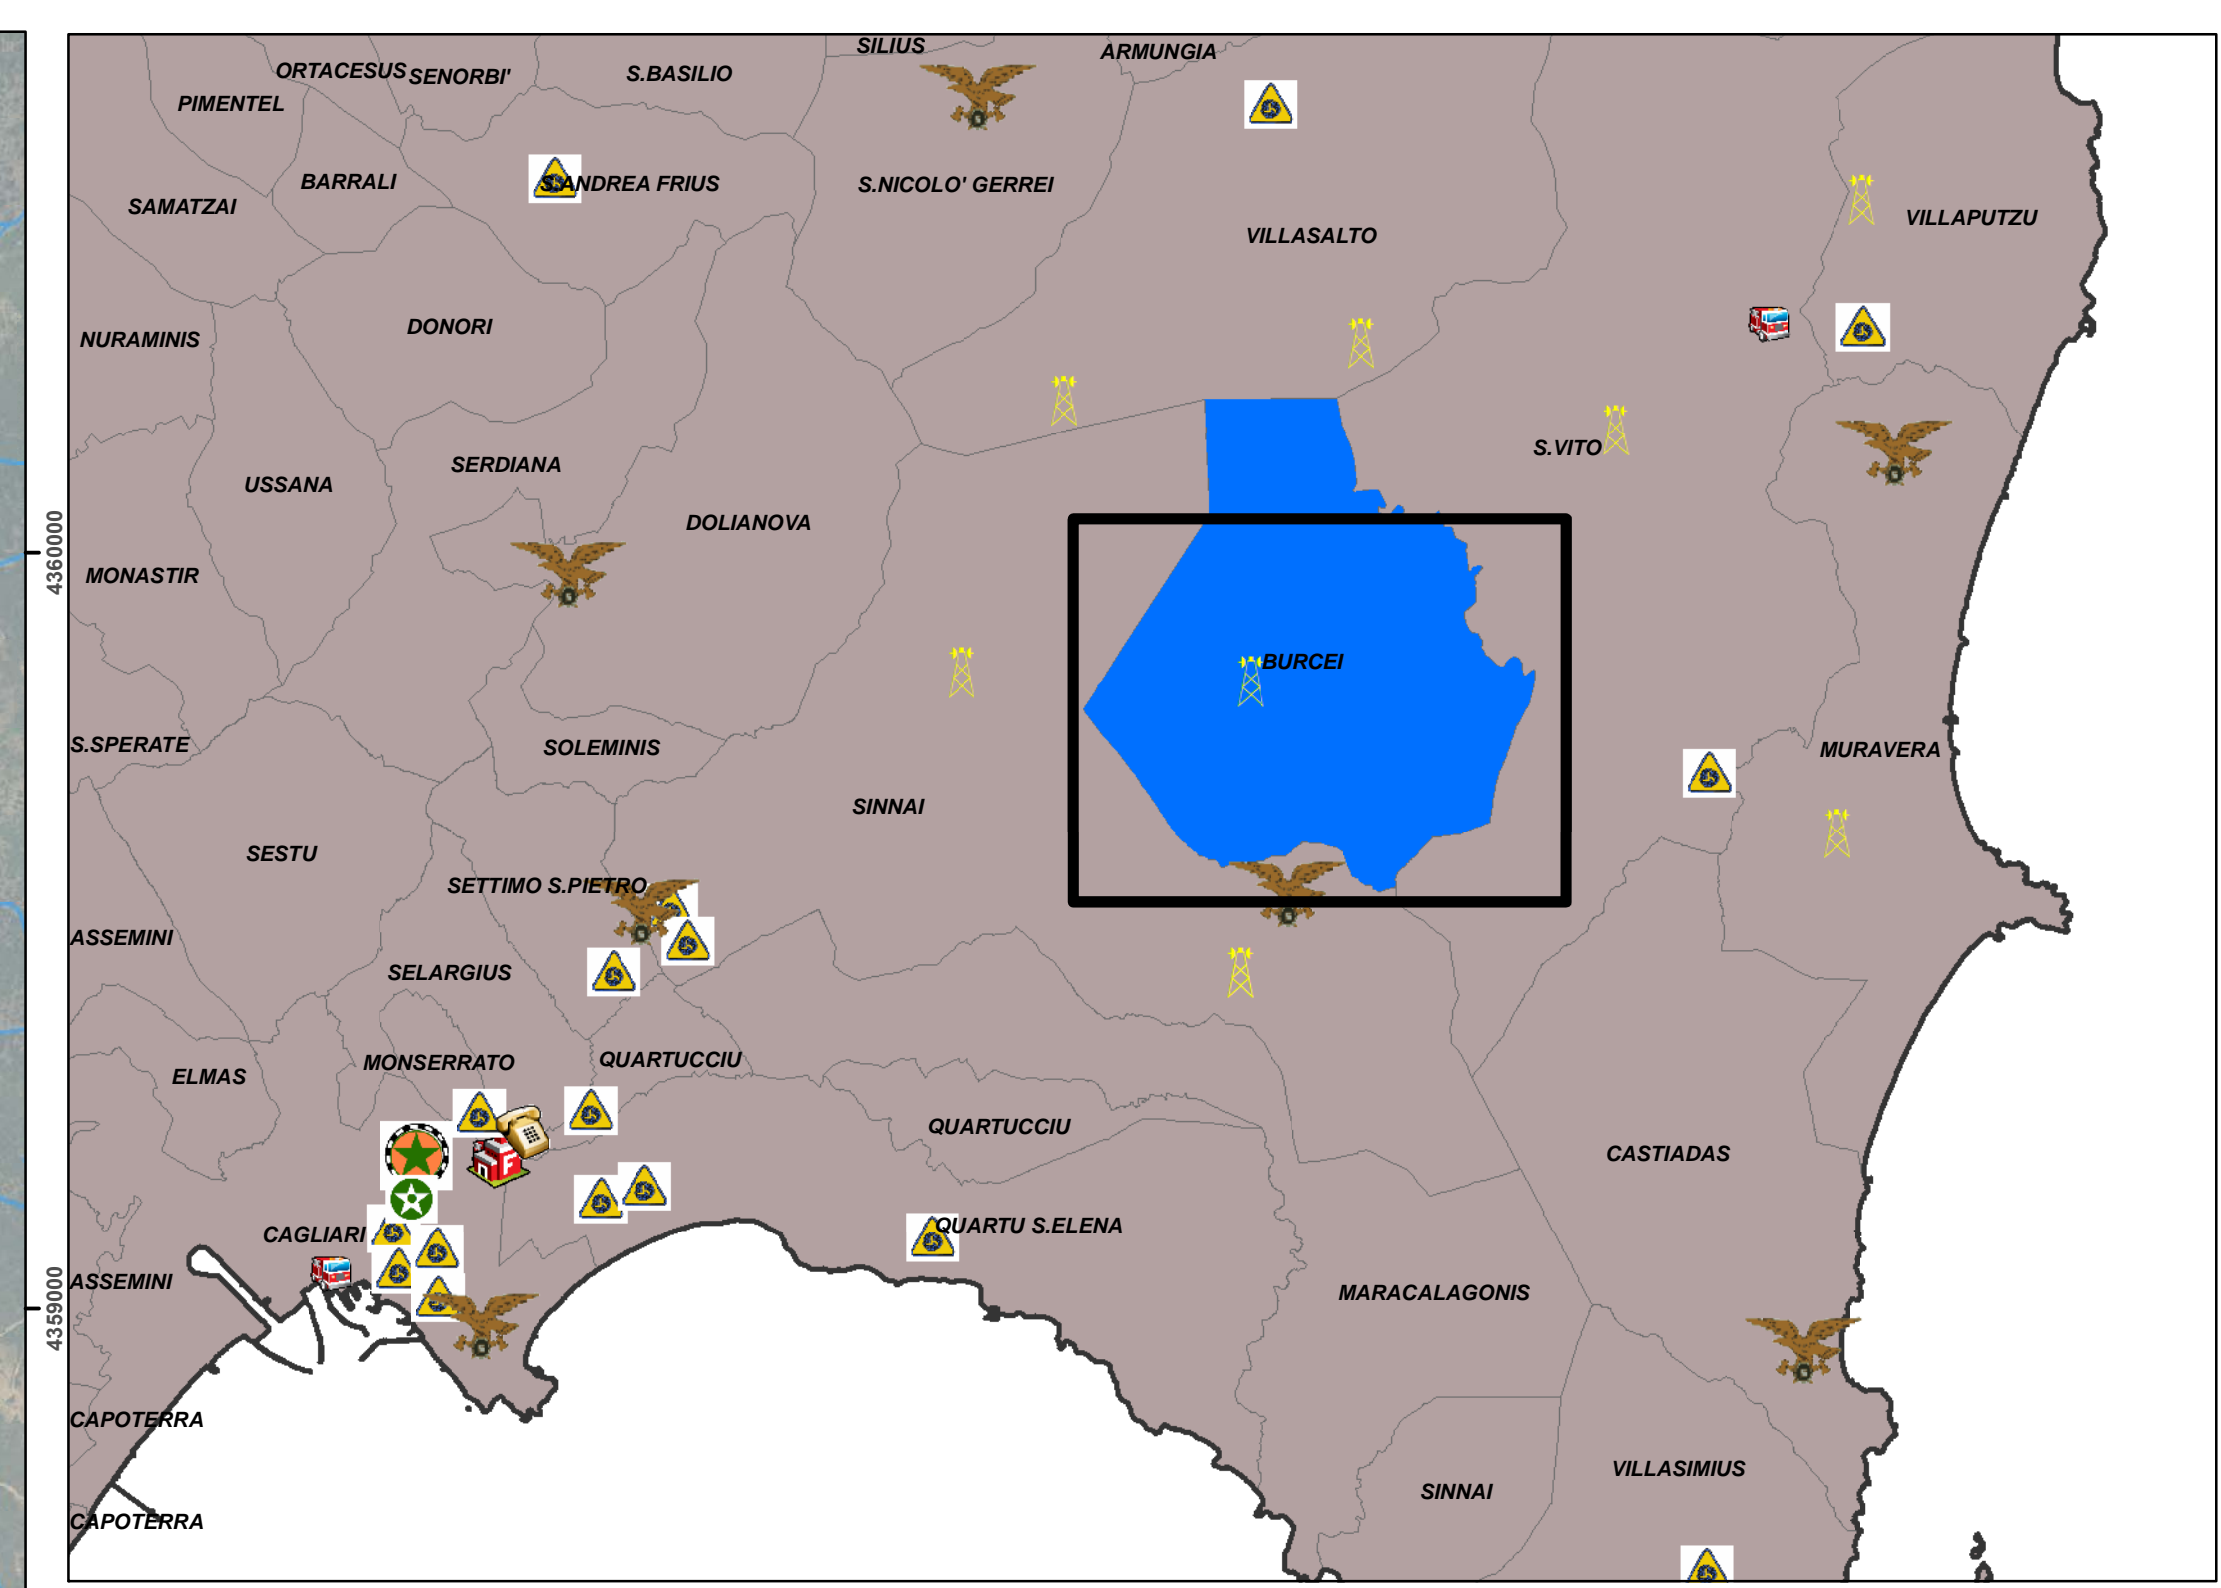 SILIUS
ARMUNGIA
ORTACESUS
SENORBI'
S.BASILIO
PIMENTEL
BARRALI
S.ANDREA FRIUS
S.NICOLO' GERREI
SAMATZAI
VILLAPUTZU
VILLASALTO
DONORI
NURAMINIS
S.VITO
SERDIANA
USSANA
DOLIANOVA
4360000
MONASTIR
BURCEI
S.SPERATE
SOLEMINIS
MURAVERA
SINNAI
SESTU
SETTIMO S.PIETRO
ASSEMINI
SELARGIUS
MONSERRATO
QUARTUCCIU
ELMAS
QUARTUCCIU
CASTIADAS
F
QUARTU S.ELENA
CAGLIARI
ASSEMINI
4359000
MARACALAGONIS
CAPOTERRA
VILLASIMIUS
SINNAI
CAPOTERRA